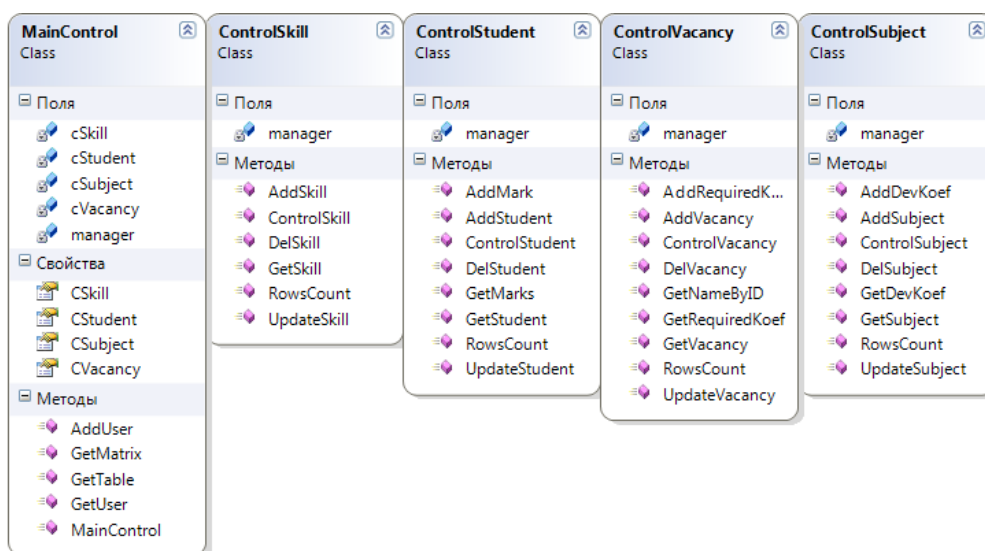 MainControl
Class
Поля
cSkill
cStudent
cSubject
cVacancy
manager
Свойства
CSkill
CStudent
CSubject
CVacancy
Методы
AddUser
GetMatrix
GetTable
GetUser
MainControl
ControlSkill
Class
Поля
manager
Методы
AddSkill
ControlSkill
DelSkill
GetSkill
RowsCount
UpdateSkill
ControlStudent
Class
Поля
manager
Методы
AddMark
AddStudent
ControlStudent
DelStudent
GetMarks
GetStudent
RowsCount
UpdateStudent
ControlVacancy
Class
Поля
manager
Методы
AddRequiredK...
AddVacancy
ControlVacancy
DelVacancy
GetNameByID
GetRequiredKoef
GetVacancy
RowsCount
UpdateVacancy
ControlSubject
Class
Поля
manager
Методы
AddDevKoef
AddSubject
ControlSubject
DelSubject
GetDevKoef
GetSubject
RowsCount
UpdateSubject